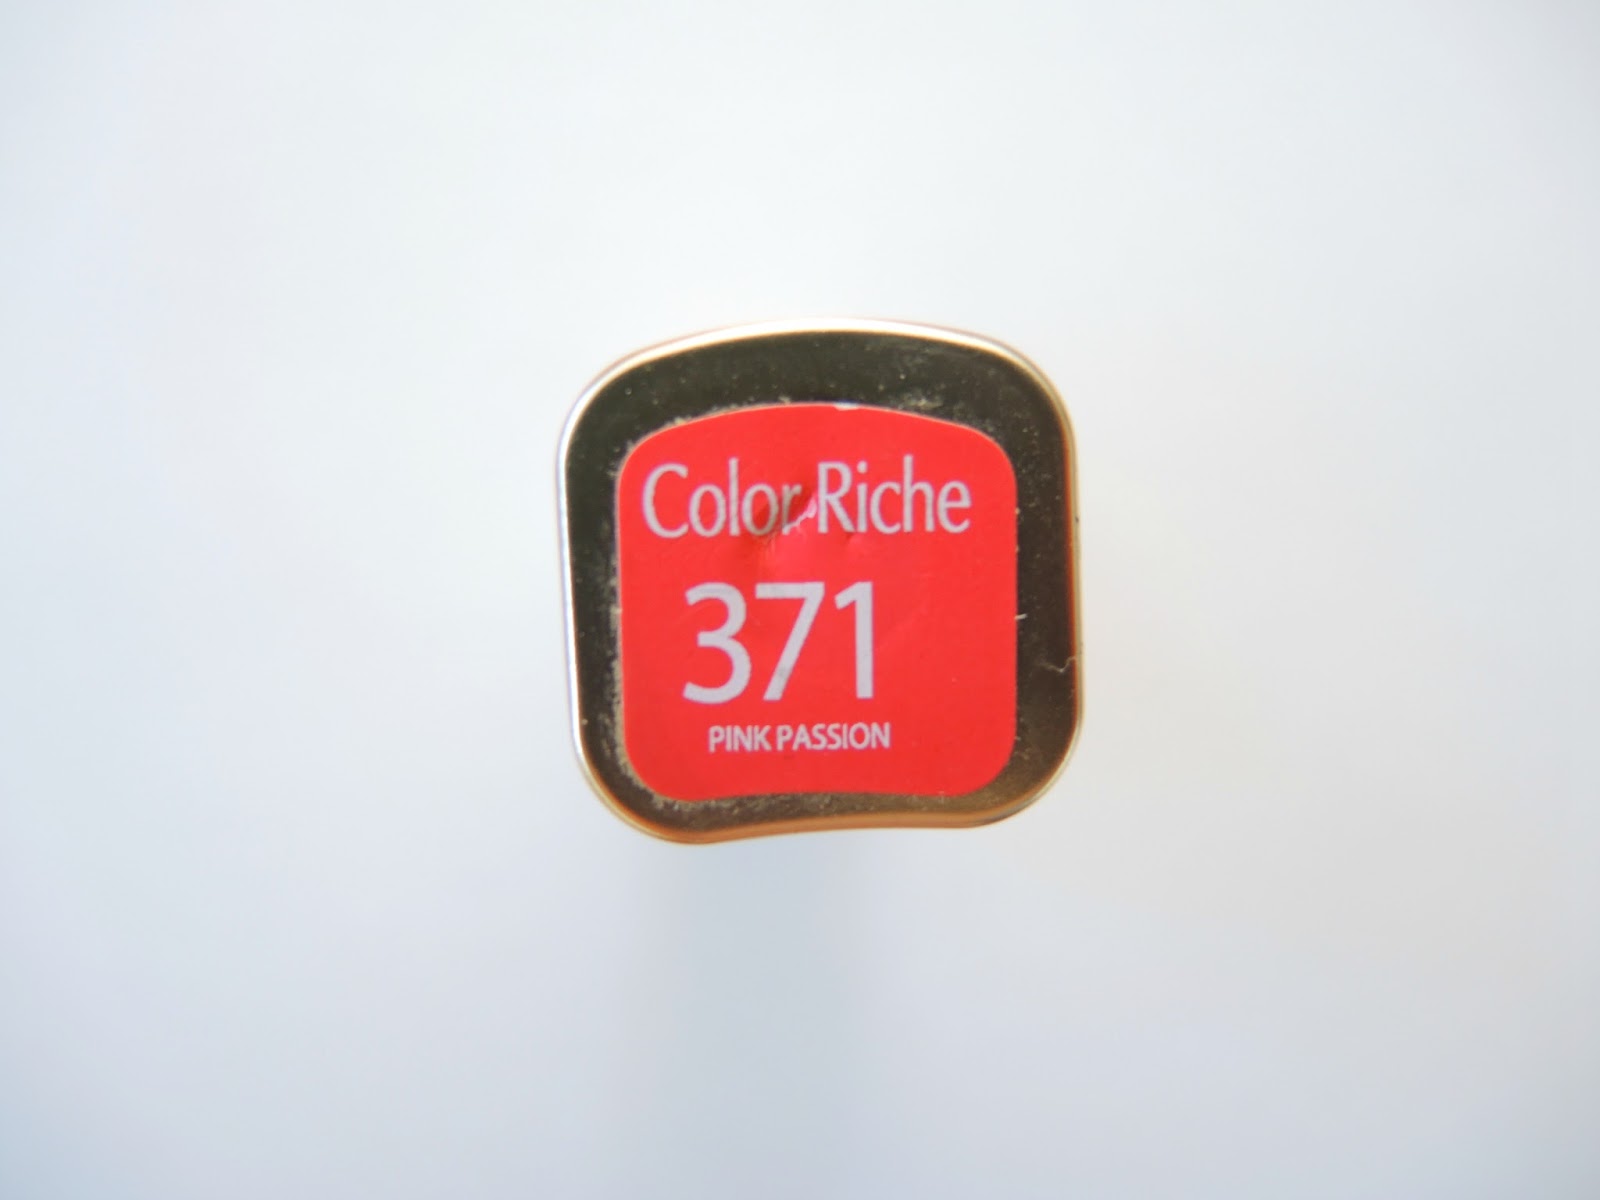 Color Riche
371
PINK PASSION